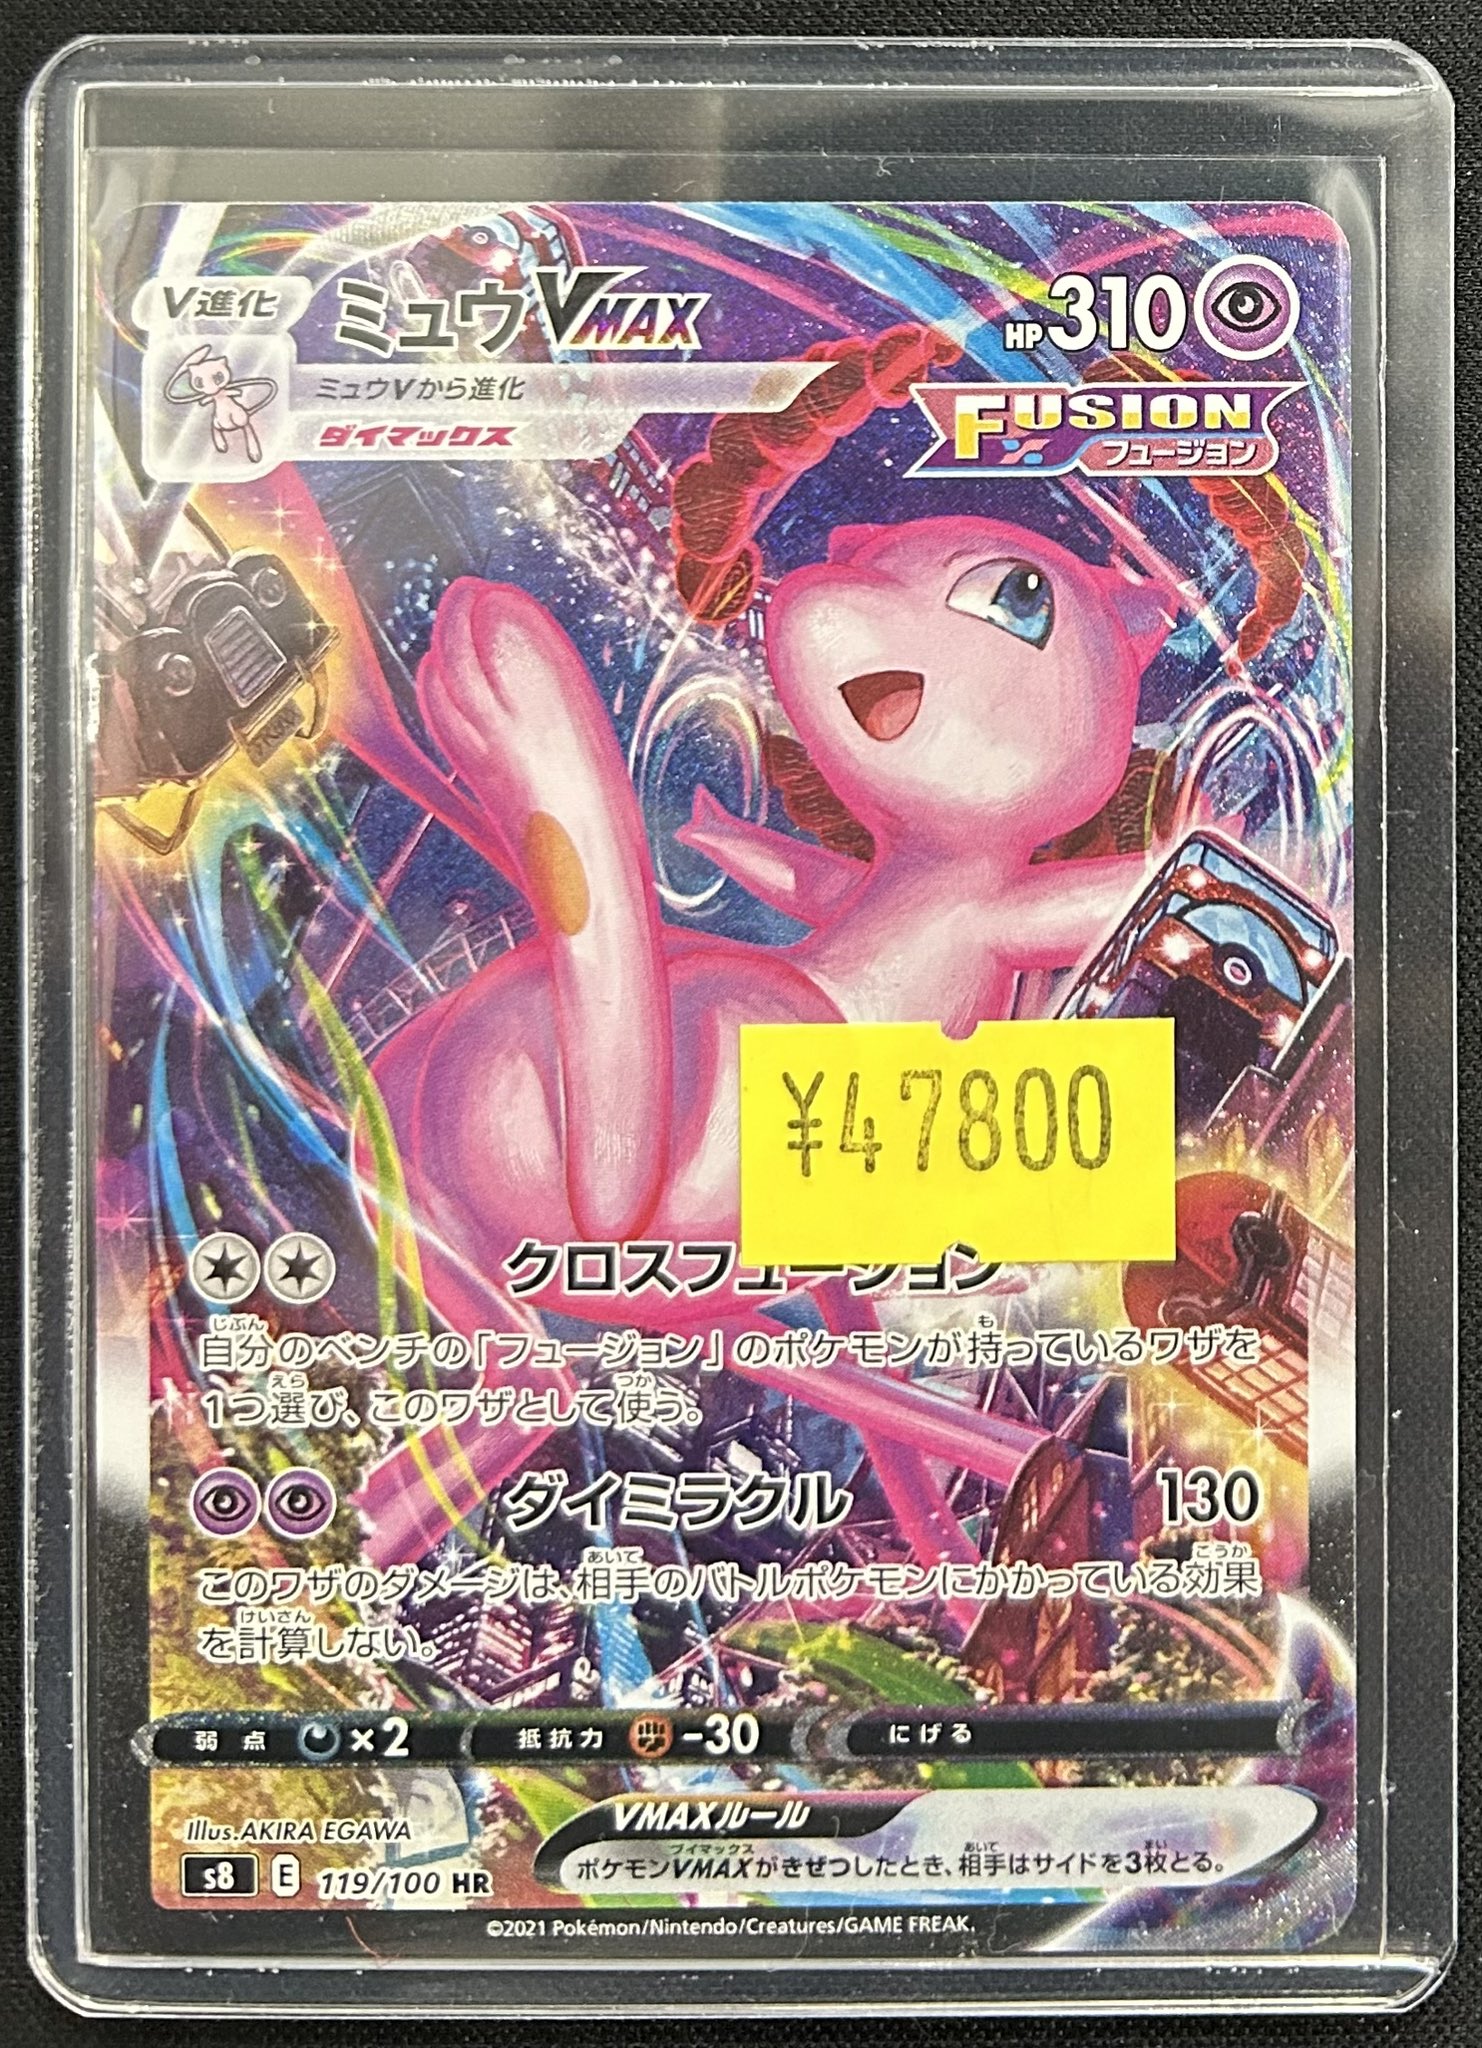 V進化
ミュウVMAX
HP310
ミュウVから進化
ダイマックス
FUSION
フュージョン
¥47800
クロスフュージョン
自分のベンチの「フュージョン」のポケモンが持っているワザを
1つ選び、このワザとして使う。
ダイミラクル 130
このワザのダメージは、相手のバトルポケモンにかかっている効果
を計算しない。
弱点 ×2 抵抗力 -30 にげる
Illus.AKIRA EGAWA
VMAXルール
ポケモンVMAXがきぜつしたとき、相手はサイドを3枚とる。
s8 E 119/100 HR
©2021 Pokémon/Nintendo/Creatures/GAME FREAK.